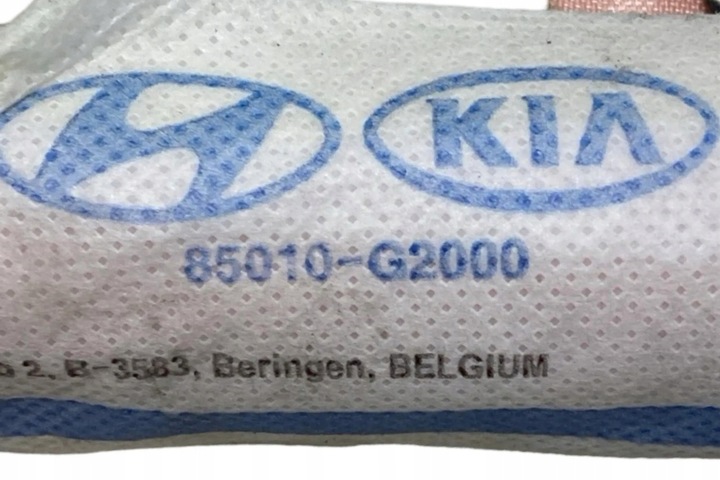 KIA
85010-G2000
2, B-3583, Beringen, BELGIUM